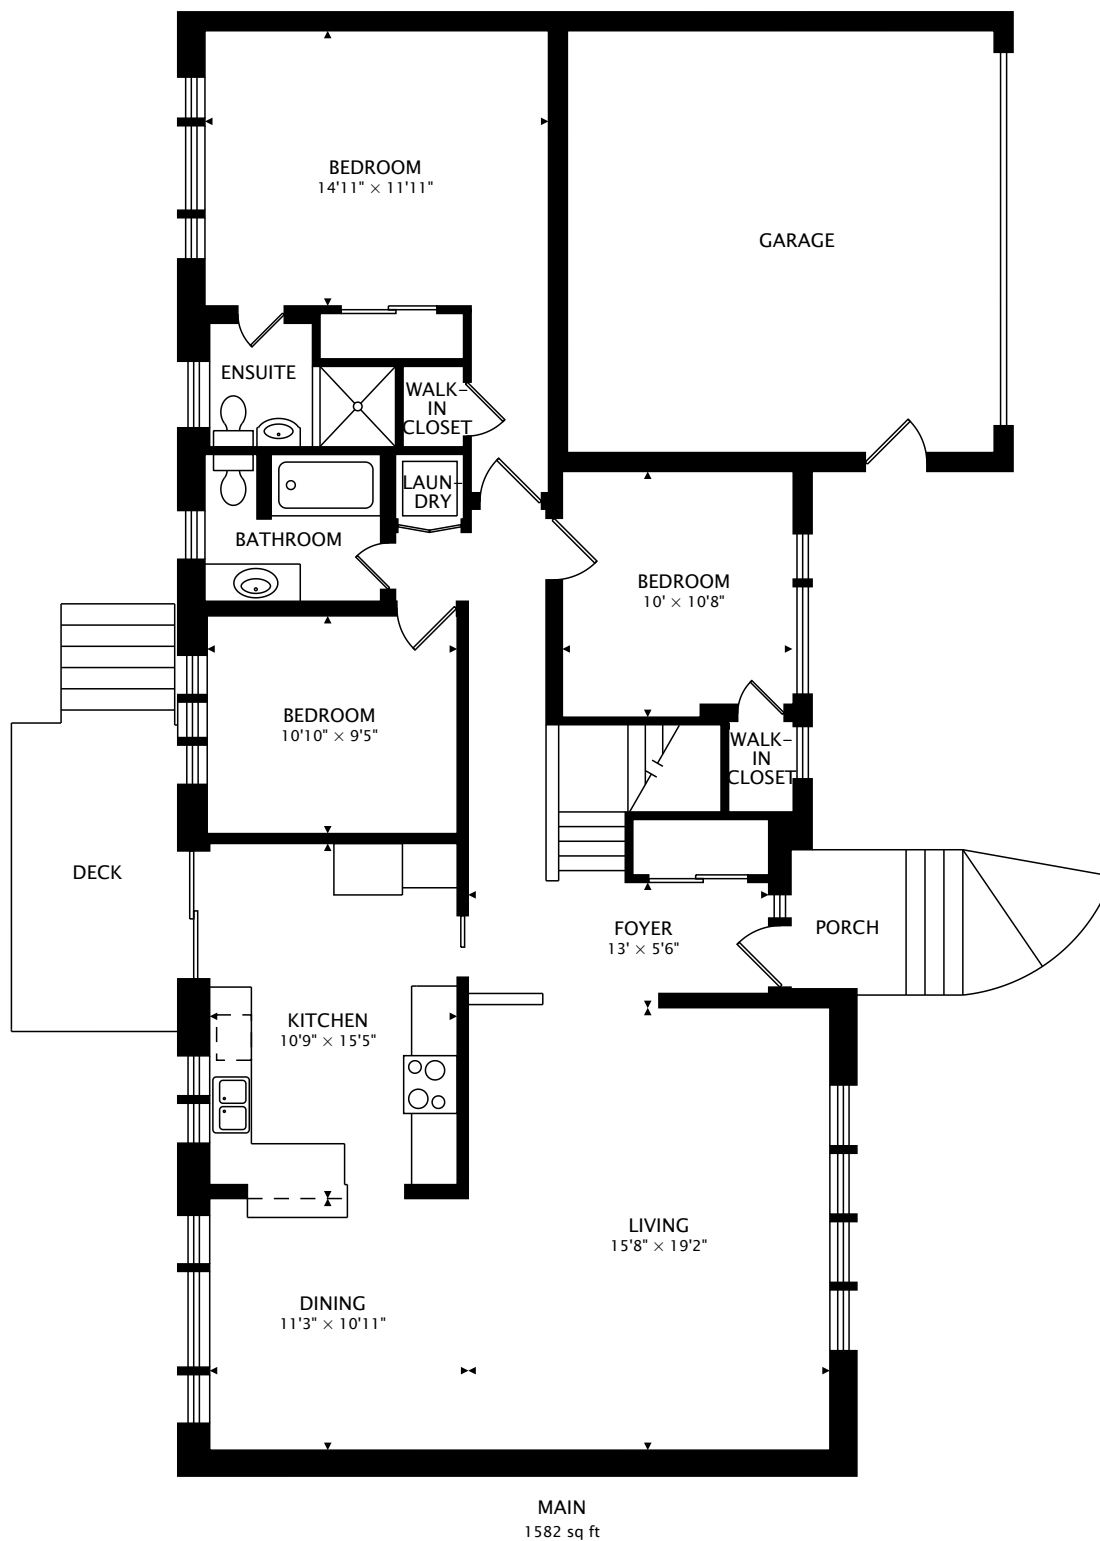 BEDROOM
14'11" × 11'11"
GARAGE
ENSUITE
WALK-
IN
CLOSET
LAUN-
DRY
BATHROOM
BEDROOM
10' × 10'8"
BEDROOM
10'10" × 9'5"
WALK-
IN
CLOSET
DECK
FOYER
13' × 5'6"
PORCH
KITCHEN
10'9" × 15'5"
LIVING
15'8" × 19'2"
DINING
11'3" × 10'11"
MAIN
1582 sq ft